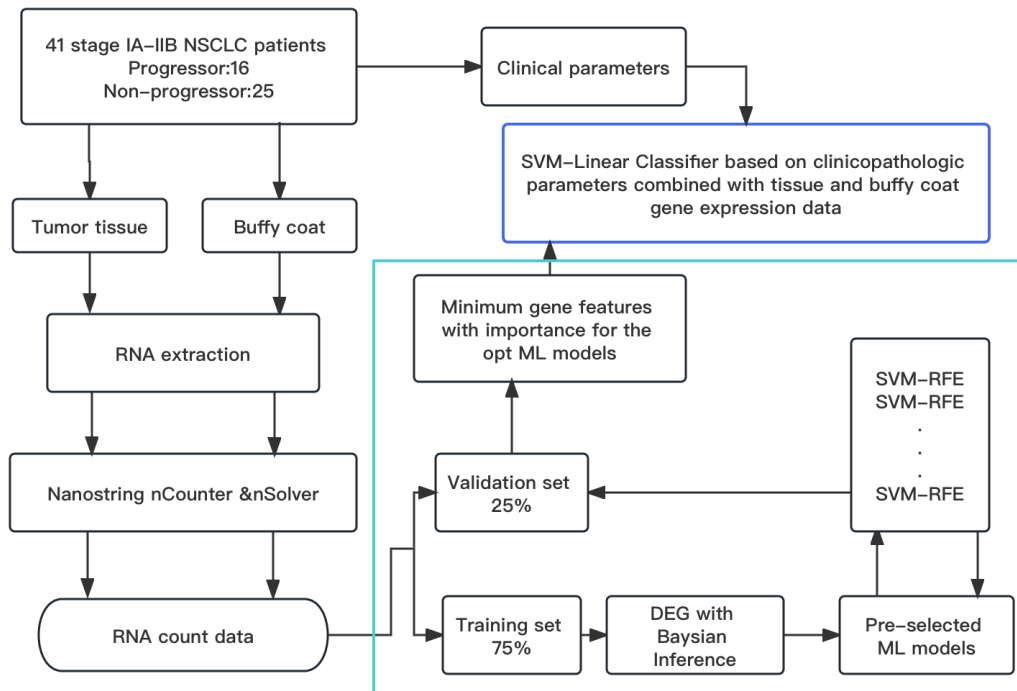 41 stage IA-IIB NSCLC patients
Progressor:16
Non-progressor:25
Clinical parameters
SVM-Linear Classifier based on clinicopathologic
parameters combined with tissue and buffy coat
gene expression data
Tumor tissue
Buffy coat
Minimum gene features
with importance for the
opt ML models
RNA extraction
SVM-RFE
SVM-RFE
.
.
.
SVM-RFE
Nanostring nCounter &nSolver
Validation set
25%
RNA count data
Training set
75%
DEG with
Baysian
Inference
Pre-selected
ML models